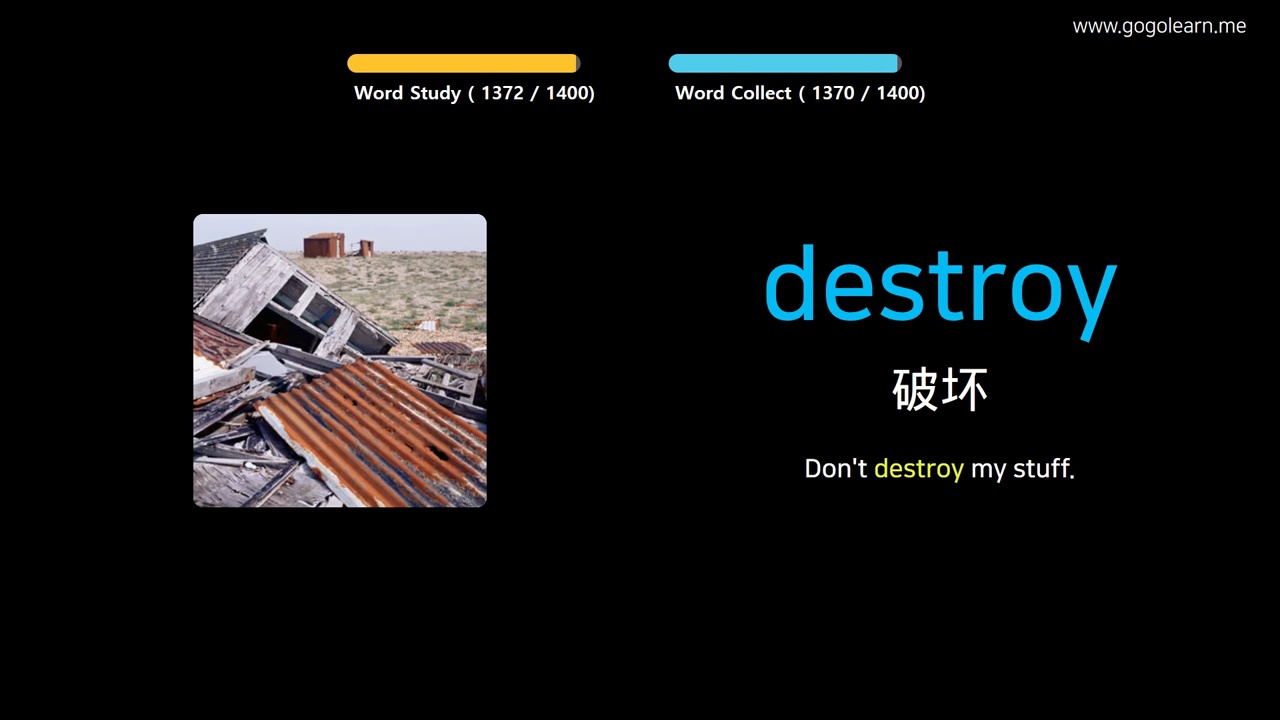 www.gogolearn.me
Word Study ( 1372 / 1400)
Word Collect ( 1370 / 1400)
destroy
破坏
Don't destroy my stuff.